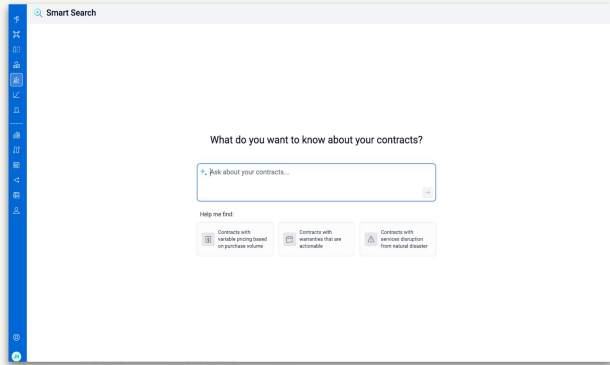 Smart Search
What do you want to know about your contracts?
Ask about your contracts...
Help me find:
Contracts with
variable pricing based
on purchase volume
Contracts with
warranties that are
actionable
Contracts with
services disruption
from natural disaster